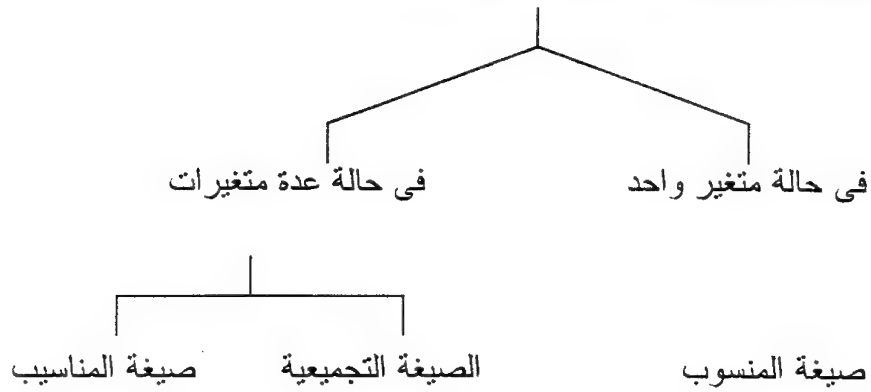 فى حالة متغير واحد فى حالة عدة متغيرات
صيغة المنسوب الصيغة التجميعية صيغة المناسيب